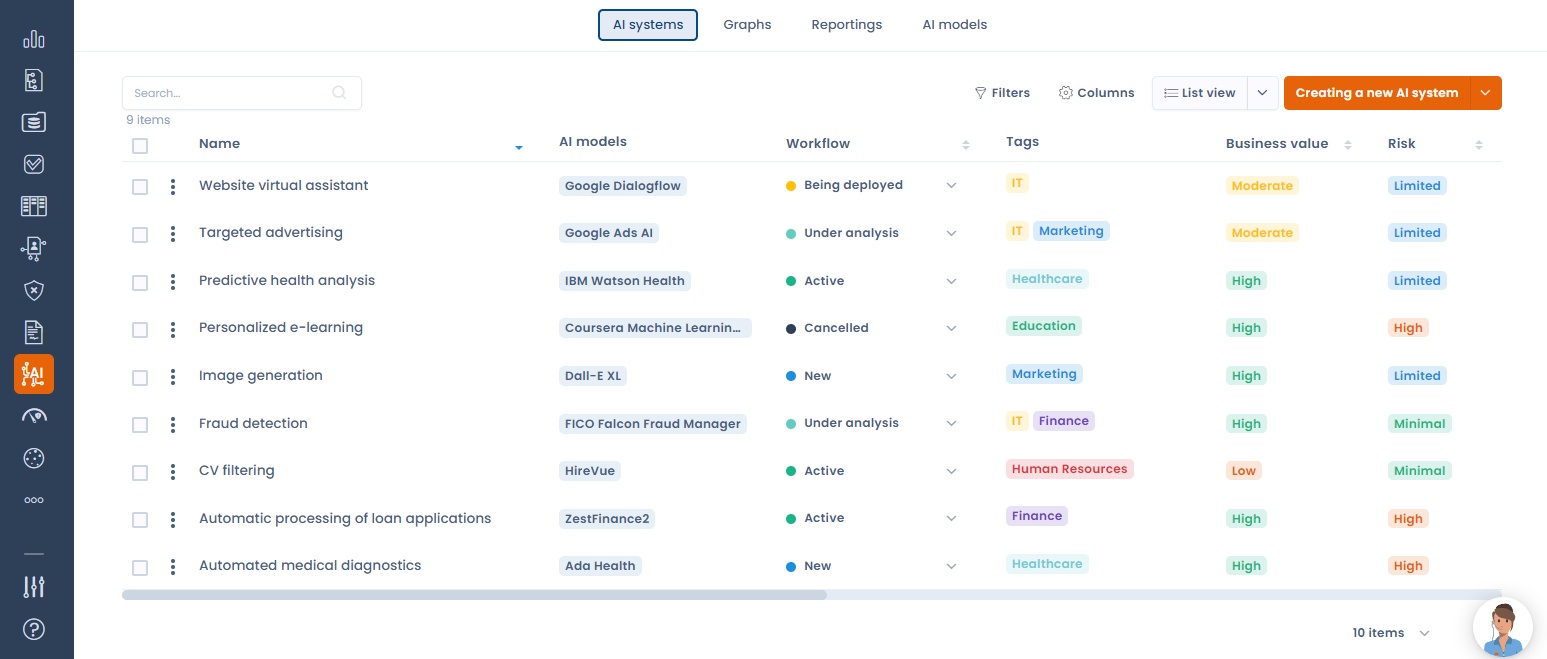 AI systems Graphs Reportings AI models
Search... Filters Columns List view Creating a new AI system
9 items
Name AI models Workflow Tags Business value Risk
Website virtual assistant Google Dialogflow Being deployed IT Moderate Limited
Targeted advertising Google Ads AI Under analysis IT Marketing Moderate Limited
Predictive health analysis IBM Watson Health Active Healthcare High Limited
Personalized e-learning Coursera Machine Learnin... Cancelled Education High High
Image generation Dall-E XL New Marketing High Limited
AI
Fraud detection FICO Falcon Fraud Manager Under analysis IT Finance High Minimal
CV filtering HireVue Active Human Resources Low Minimal
Automatic processing of loan applications ZestFinance2 Active Finance High High
Automated medical diagnostics Ada Health New Healthcare High High
10 items